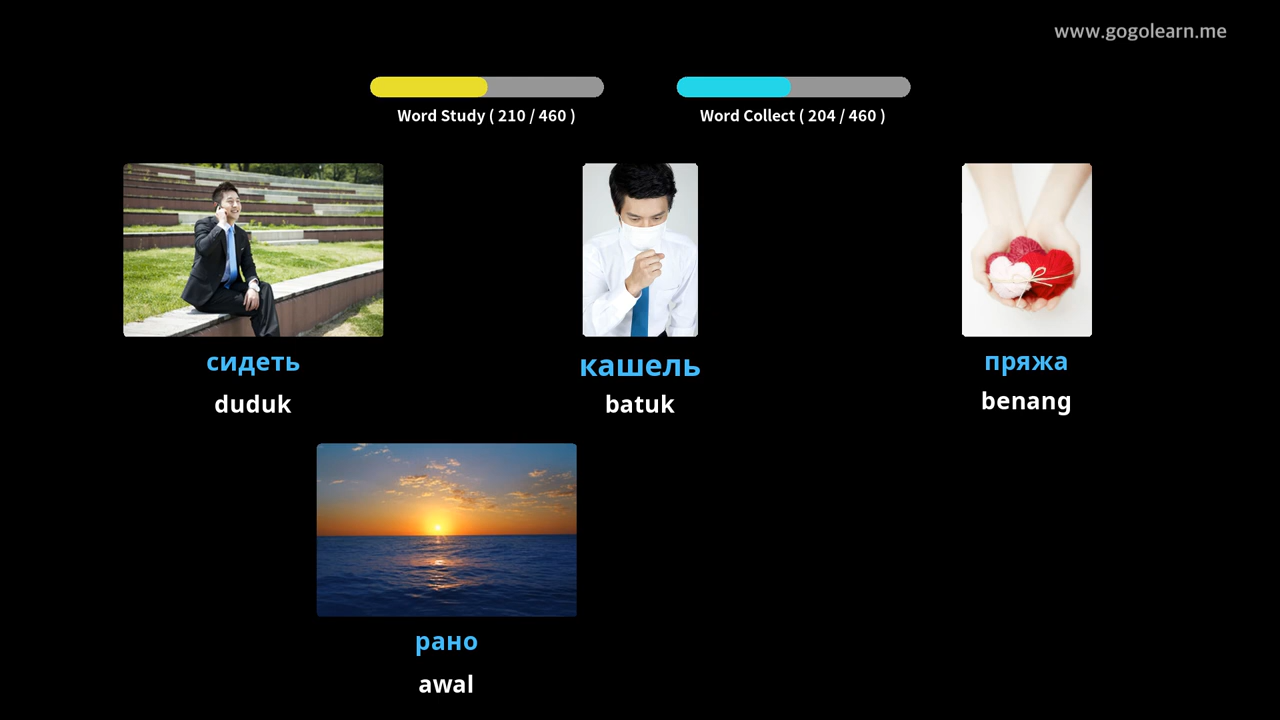 www.gogolearn.me
Word Study ( 210 / 460 )
Word Collect ( 204 / 460 )
сидеть
duduk
кашель
batuk
пряжа
benang
рано
awal